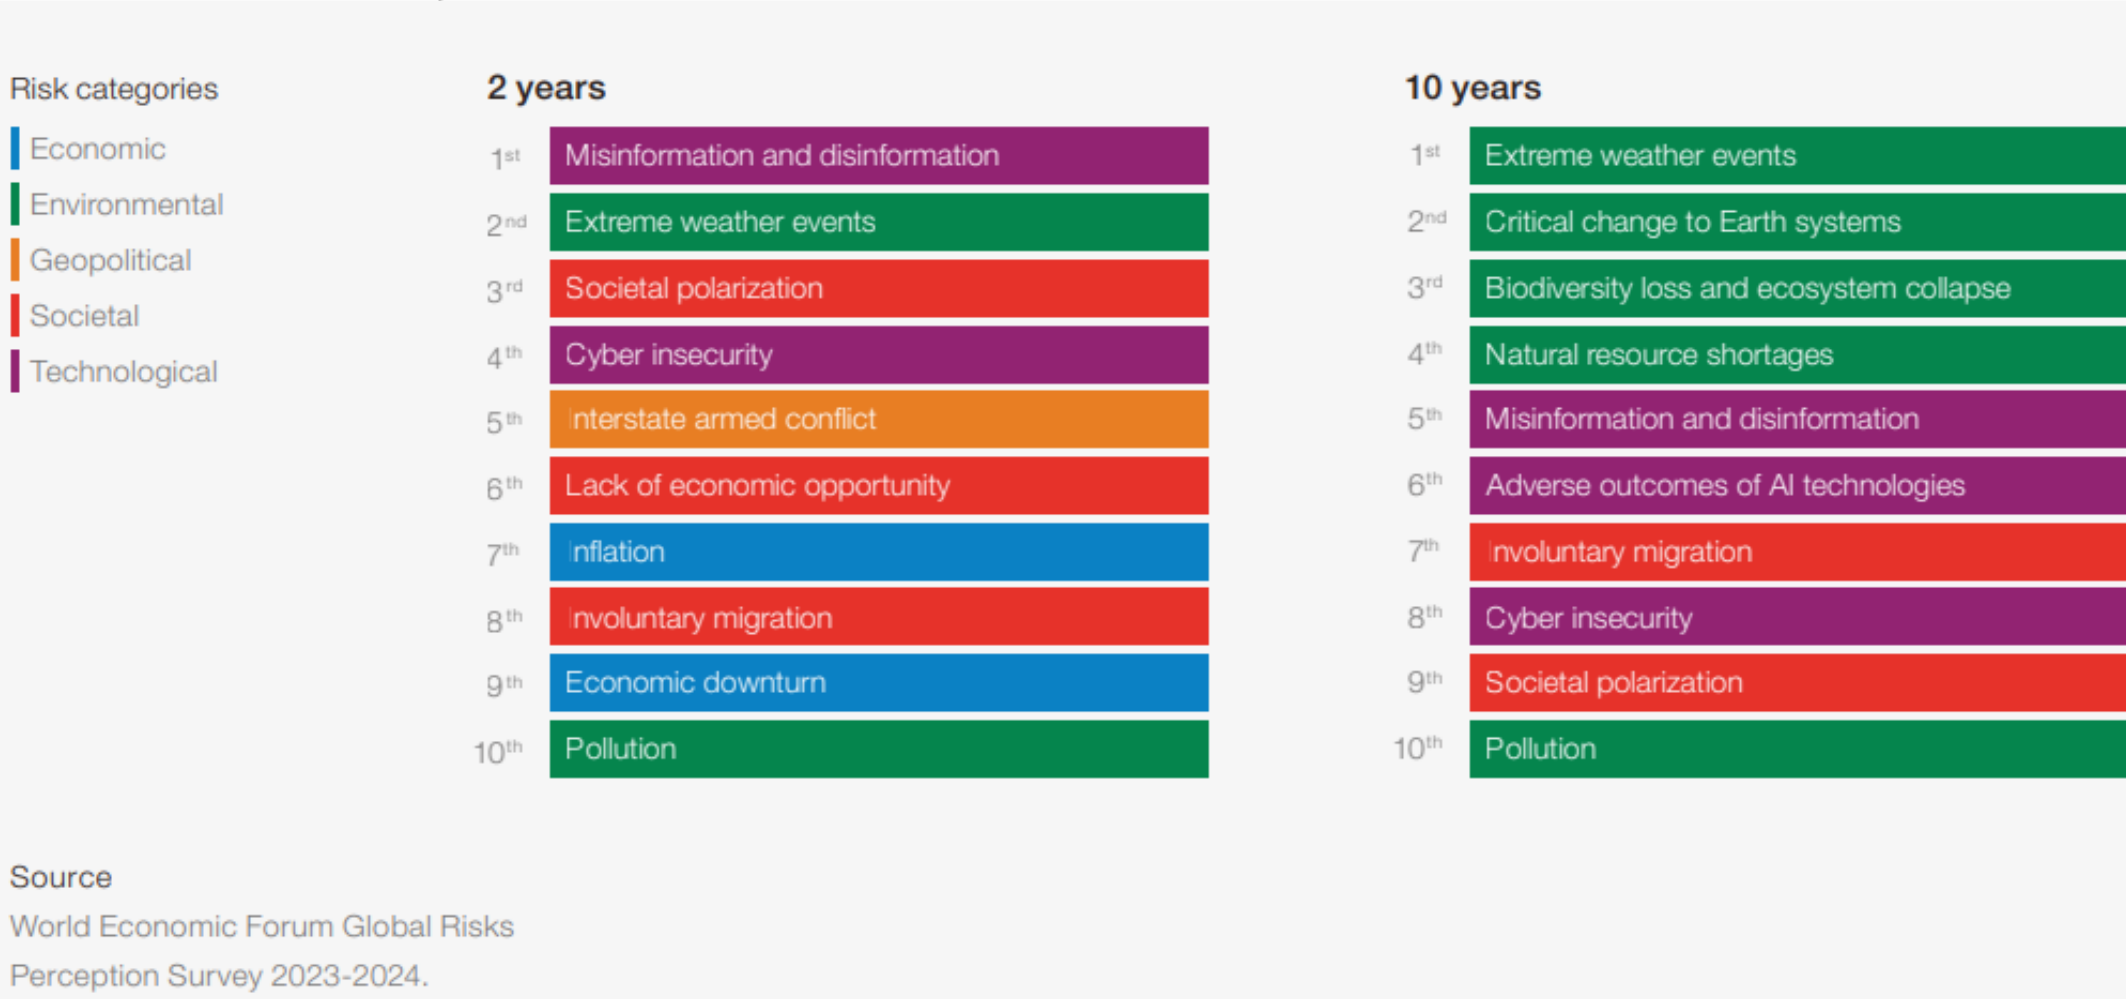 Risk categories
Economic
Environmental
Geopolitical
Societal
Technological
2 years
1st Misinformation and disinformation
2nd Extreme weather events
3rd Societal polarization
4th Cyber insecurity
5th Interstate armed conflict
6th Lack of economic opportunity
7th Inflation
8th Involuntary migration
9th Economic downturn
10th Pollution
10 years
1st Extreme weather events
2nd Critical change to Earth systems
3rd Biodiversity loss and ecosystem collapse
4th Natural resource shortages
5th Misinformation and disinformation
6th Adverse outcomes of AI technologies
7th Involuntary migration
8th Cyber insecurity
9th Societal polarization
10th Pollution
Source
World Economic Forum Global Risks
Perception Survey 2023-2024.